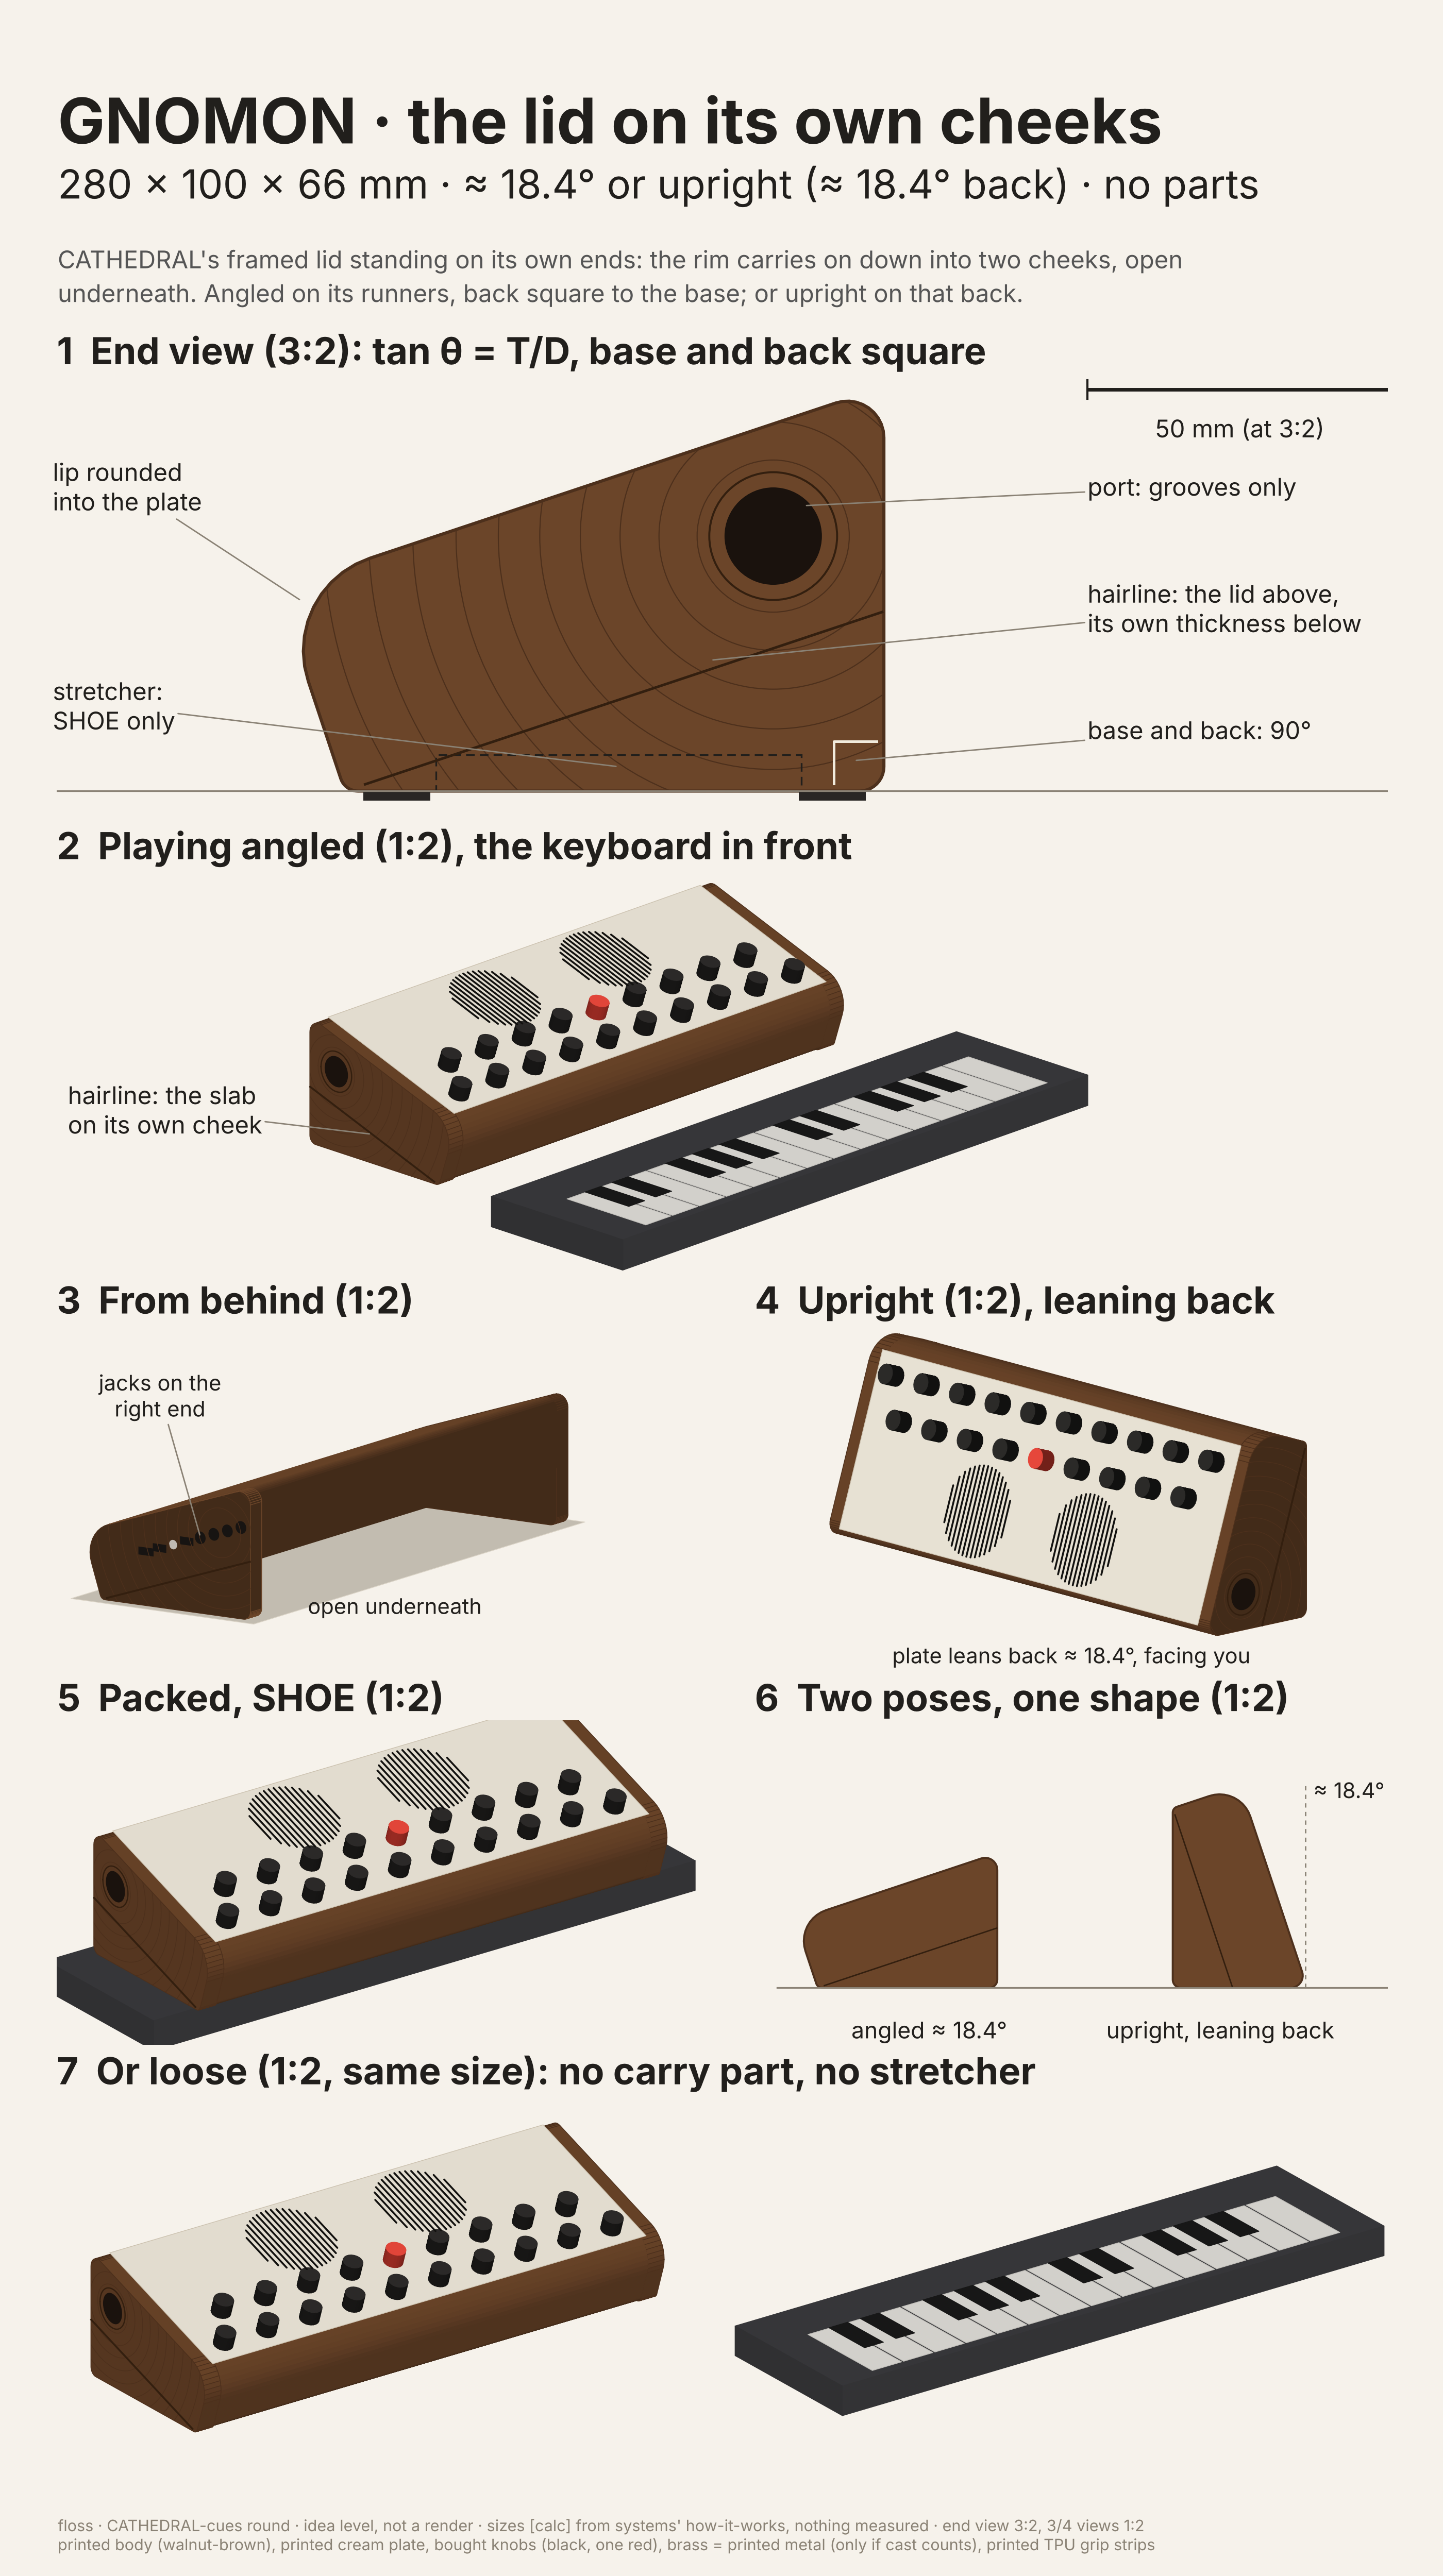 GNOMON · the lid on its own cheeks
280 × 100 × 66 mm · ≈ 18.4° or upright (≈ 18.4° back) · no parts
CATHEDRAL's framed lid standing on its own ends: the rim carries on down into two cheeks, open
underneath. Angled on its runners, back square to the base; or upright on that back.
1 End view (3:2): tan θ = T/D, base and back square
50 mm (at 3:2)
lip rounded
into the plate
port: grooves only
hairline: the lid above,
its own thickness below
stretcher:
SHOE only
base and back: 90°
2 Playing angled (1:2), the keyboard in front
hairline: the slab
on its own cheek
3 From behind (1:2)
jacks on the
right end
open underneath
4 Upright (1:2), leaning back
plate leans back ≈ 18.4°, facing you
5 Packed, SHOE (1:2)
6 Two poses, one shape (1:2)
≈ 18.4°
angled ≈ 18.4°
upright, leaning back
7 Or loose (1:2, same size): no carry part, no stretcher
floss · CATHEDRAL-cues round · idea level, not a render · sizes [calc] from systems' how-it-works, nothing measured · end view 3:2, 3/4 views 1:2
printed body (walnut-brown), printed cream plate, bought knobs (black, one red), brass = printed metal (only if cast counts), printed TPU grip strips